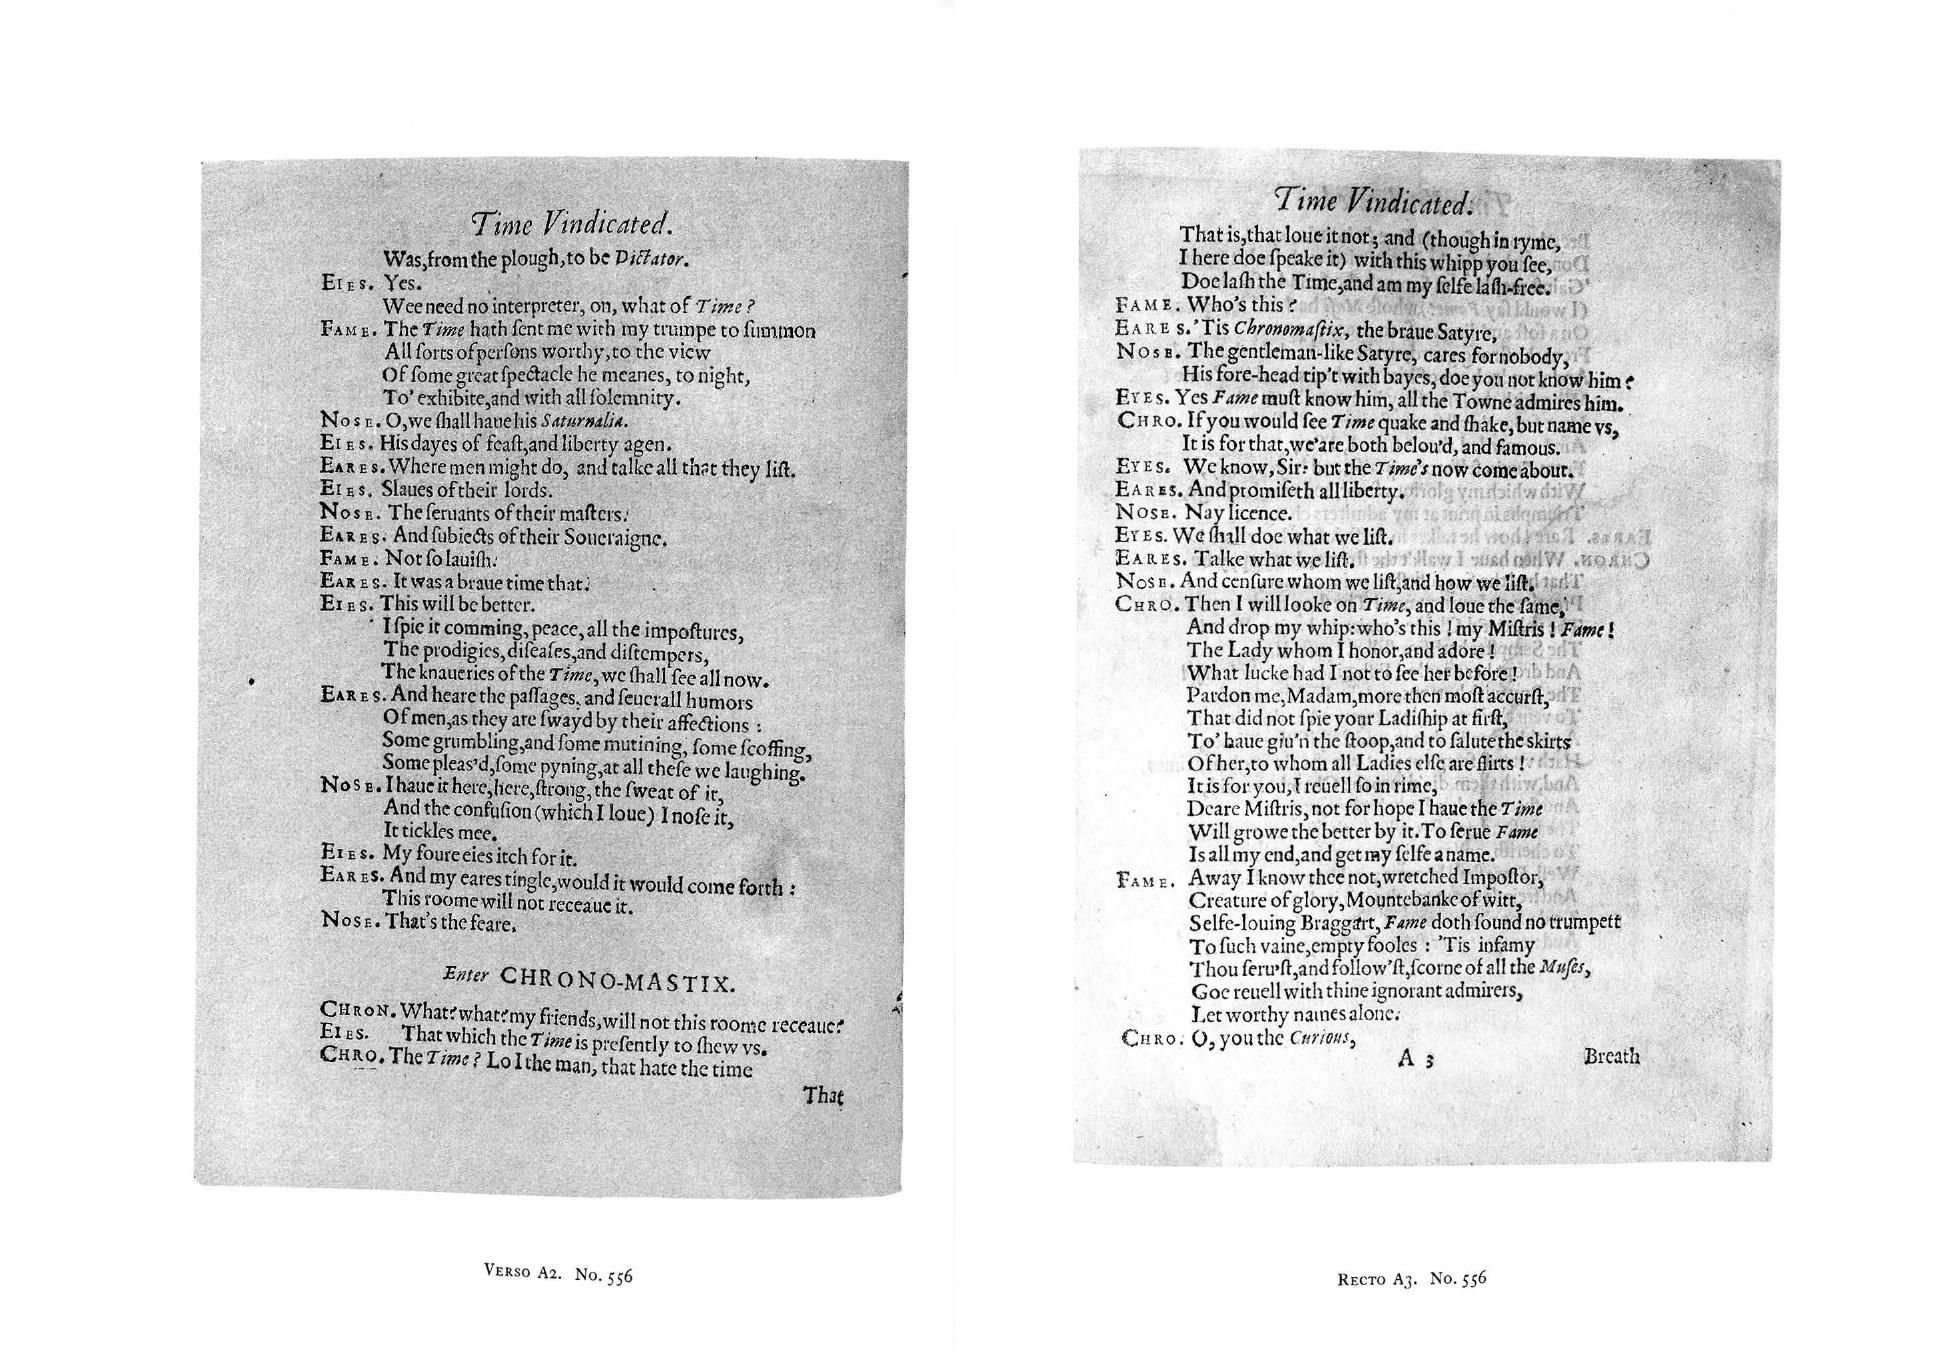 Time Vindicated.
Was,from the plough,to be Dictator.
EIES. Yes.
Wee need no interpreter, on, what of Time?
FAME. The Time hath ſent me with my trumpe to ſummon
All ſorts of perſons worthy,to the view
Of ſome great ſpectacle he meanes, to night,
To' exhibite,and with all ſolemnity.
NOSE. O,we ſhall haue his Saturnalia.
EIES. His dayes of feaſt,and liberty agen.
EARES.Where men might do, and talke all that they liſt.
EIES. Slaues of their lords.
NOSE. The ſeruants of their maſters.
EARES. And ſubiects of their Soueraigne.
FAME. Not ſo lauiſh.
EARES. It was a braue time that.
EIES. This will be better.
I ſpie it comming, peace, all the impoſtures,
The prodigies, diſeaſes,and diſtempers,
The knaueries of the Time, we ſhall ſee all now.
EARES. And heare the paſſages, and ſeuerall humors
Of men,as they are ſwayd by their affections :
Some grumbling,and ſome mutining, ſome ſcoffing,
Some pleas'd,ſome pyning,at all theſe we laughing.
NOSE. I haue it here,here,ſtrong, the ſweat of it,
And the confuſion (which I loue) I noſe it,
It tickles mee.
EIES. My foure eies itch for it.
EARES. And my eares tingle,would it would come forth :
This roome will not receaue it.
NOSE. That's the feare.
Enter CHRONO-MASTIX.
CHRON. What? what? my friends, will not this roome receaue?
EIES. That which the Time is preſently to ſhew vs.
CHRO. The Time? Lo I the man, that hate the time
That
VERSO A2. No. 556
Time Vindicated.
That is,that loue it not; and (though in ryme,
I here doe ſpeake it) with this whipp you ſee,
Doe laſh the Time,and am my ſelfe laſh-free.
FAME. Who's this ?
EARES.'Tis Chronomaſtix, the braue Satyre,
NOSE. The gentleman-like Satyre, cares for nobody,
His fore-head tip't with bayes, doe you not know him ?
EYES. Yes Fame muſt know him, all the Towne admires him.
CHRO. If you would ſee Time quake and ſhake, but name vs,
It is for that,we'are both belou'd, and famous.
EYES. We know, Sir: but the Time's now come about.
EARES. And promiſeth all liberty.
NOSE. Nay licence.
EYES. We ſhall doe what we liſt.
EARES. Talke what we liſt.
NOSE. And cenſure whom we liſt,and how we liſt.
CHRO. Then I will looke on Time, and loue the ſame,
And drop my whip: who's this ! my Miſtris ! Fame !
The Lady whom I honor,and adore !
What lucke had I not to ſee her before !
Pardon me, Madam, more then moſt accurſt,
That did not ſpie your Ladiſhip at firſt,
To' haue giu'n the ſtoop,and to ſalute the skirts
Of her,to whom all Ladies elſe are flirts !
It is for you, I reuell ſo in rime,
Deare Miſtris, not for hope I haue the Time
Will growe the better by it. To ſerue Fame
Is all my end,and get my ſelfe a name.
FAME. Away I know thee not, wretched Impoſtor,
Creature of glory, Mountebanke of witt,
Selfe-louing Braggart, Fame doth ſound no trumpett
To ſuch vaine,empty fooles : 'Tis infamy
Thou ſeru'ſt,and follow'ſt,ſcorne of all the Muſes,
Goe reuell with thine ignorant admirers,
Let worthy names alone.
CHRO. O, you the Curious,
A 3
Breath
RECTO A3. No. 556